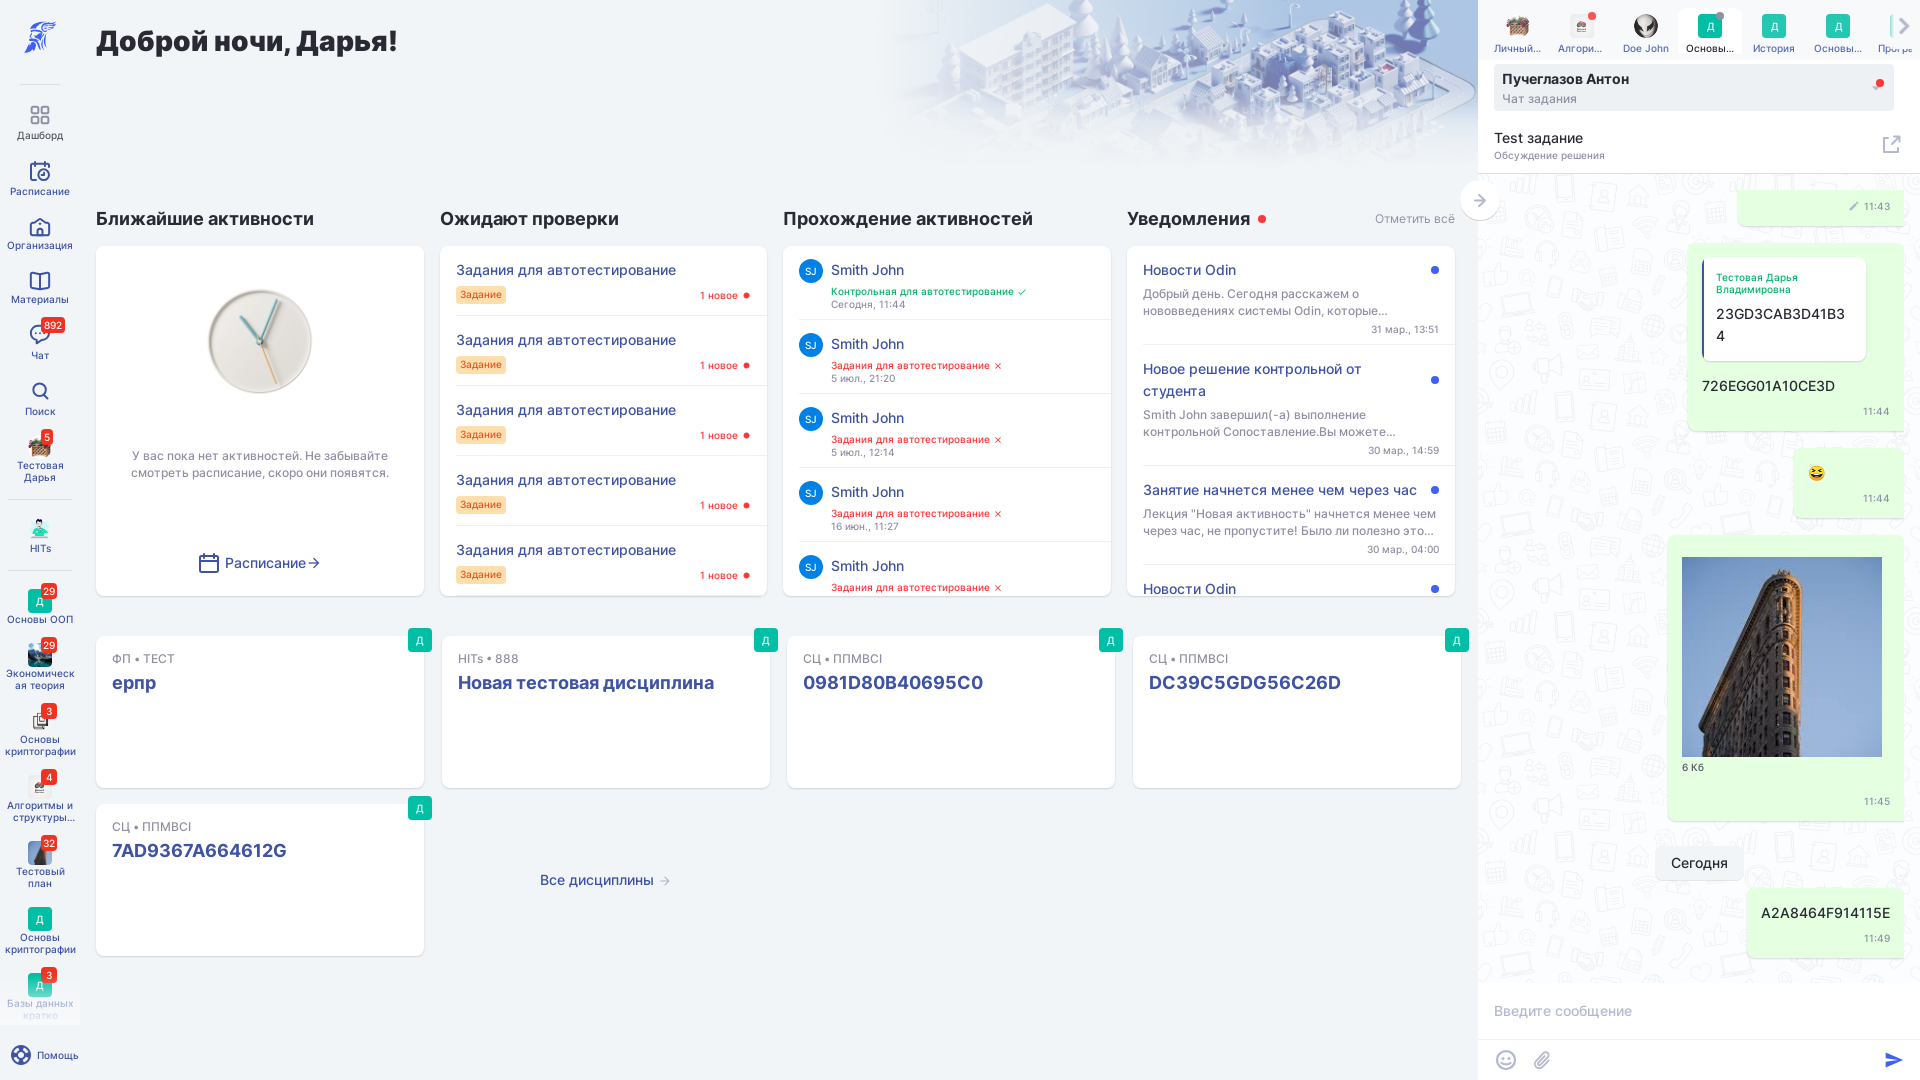 Доброй ночи, Дарья!
Дашборд
Расписание
Организация
Материалы
892
Чат
Поиск
5
Тестовая
Дарья
HITs
29
Д
Основы ООП
29
Экономическ
ая теория
3
Основы
криптографии
4
Алгоритмы и
структуры...
32
Тестовый
план
Д
Основы
криптографии
3
Д
Базы данных
кратко
Помощь
Ближайшие активности
У вас пока нет активностей. Не забывайте
смотреть расписание, скоро они появятся.
Расписание
Ожидают проверки
Задания для автотестирование
Задание
1 новое
Задания для автотестирование
Задание
1 новое
Задания для автотестирование
Задание
1 новое
Задания для автотестирование
Задание
1 новое
Задания для автотестирование
Задание
1 новое
Прохождение активностей
SJ
Smith John
Контрольная для автотестирование
Сегодня, 11:44
SJ
Smith John
Задания для автотестирование
5 июл., 21:20
SJ
Smith John
Задания для автотестирование
5 июл., 12:14
SJ
Smith John
Задания для автотестирование
16 июн., 11:27
SJ
Smith John
Задания для автотестирование
Уведомления
Отметить всё
Новости Odin
Добрый день. Сегодня расскажем о
нововведениях системы Odin, которые...
31 мар., 13:51
Новое решение контрольной от
студента
Smith John завершил(-а) выполнение
контрольной Сопоставление.Вы можете...
30 мар., 14:59
Занятие начнется менее чем через час
Лекция "Новая активность" начнется менее чем
через час, не пропустите! Было ли полезно это...
30 мар., 04:00
Новости Odin
Д
ФП • ТЕСТ
ерпр
Д
HITs • 888
Новая тестовая дисциплина
Д
СЦ • ППМВСI
0981D80B40695C0
Д
СЦ • ППМВСI
DC39C5GDG56C26D
Д
СЦ • ППМВСI
7AD9367A664612G
Все дисциплины
Личный...
Алгори...
Doe John
Д
Основы...
Д
История
Д
Основы...
Прогр
Пучеглазов Антон
Чат задания
Test задание
Обсуждение решения
11:43
Тестовая Дарья
Владимировна
23GD3CAB3D41B3
4
726EGG01A10CE3D
11:44
11:44
6 Кб
11:45
Сегодня
A2A8464F914115E
11:49
Введите сообщение